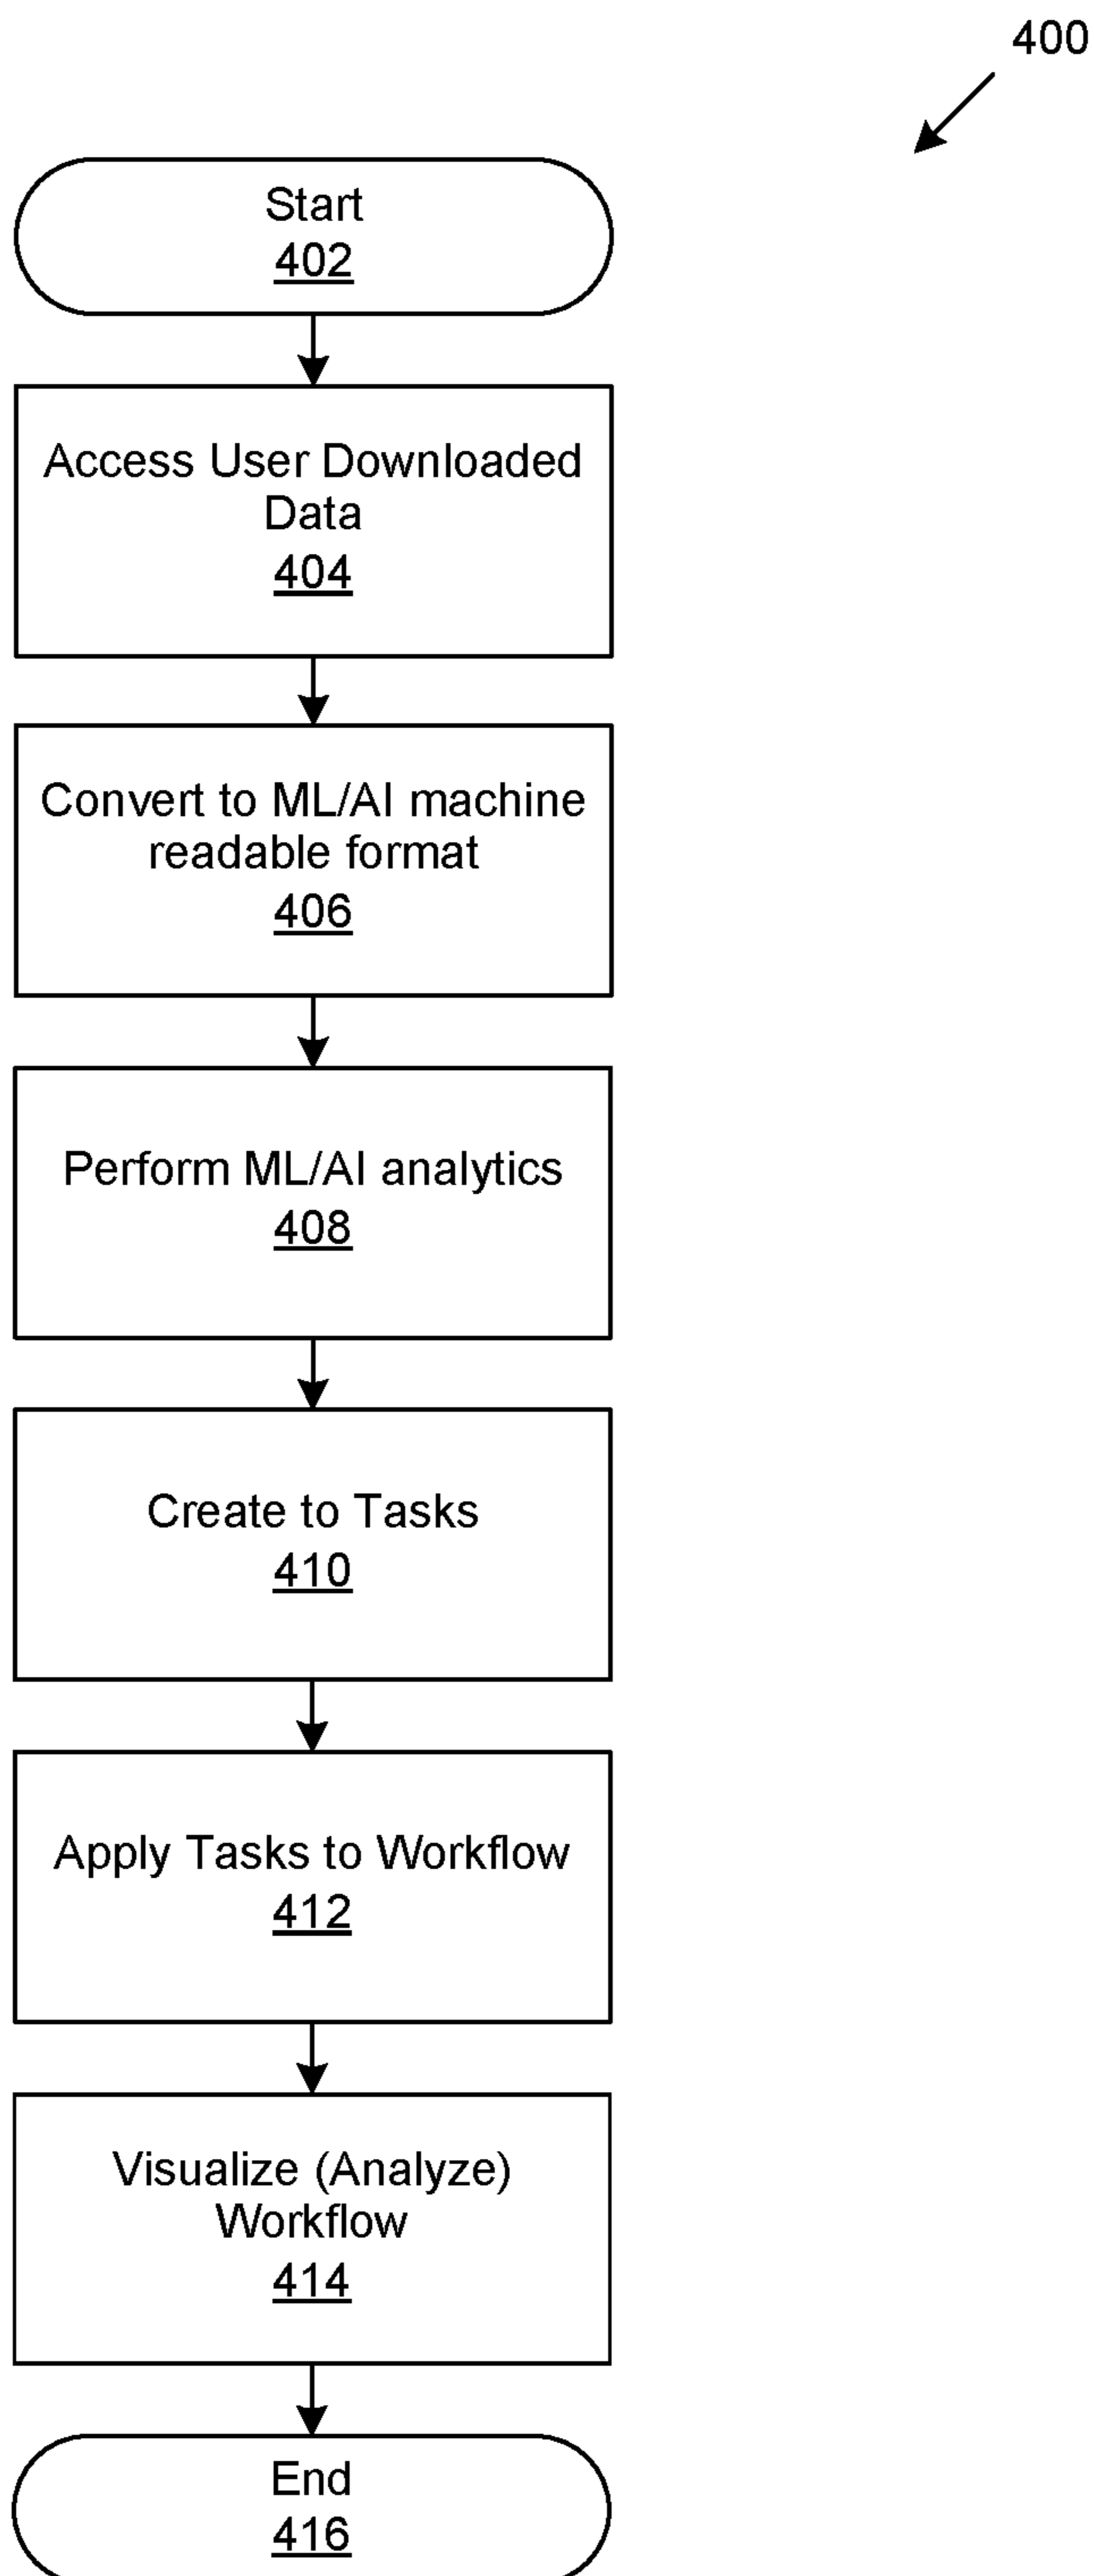 400
Start
402
Access User Downloaded
Data
404
Convert to ML/AI machine
readable format
406
Perform ML/AI analytics
408
Create to Tasks
410
Apply Tasks to Workflow
412
Visualize (Analyze)
Workflow
414
End
416